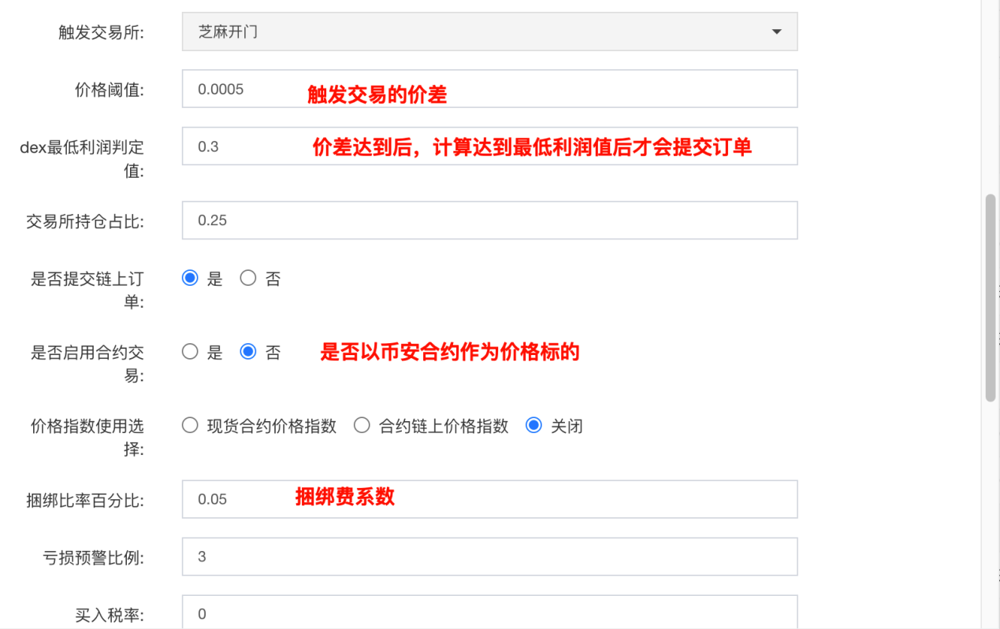 触发交易所: 芝麻开门
价格阈值: 0.0005 触发交易的价差
dex最低利润判定 0.3 价差达到后，计算达到最低利润值后才会提交订单
值:
交易所持仓占比: 0.25
是否提交链上订 是 否
单:
是否启用合约交 是 否 是否以币安合约作为价格标的
易:
价格指数使用选 现货合约价格指数 合约链上价格指数 关闭
择:
捆绑比率百分比: 0.05 捆绑费系数
亏损预警比例: 3
买入税率: 0